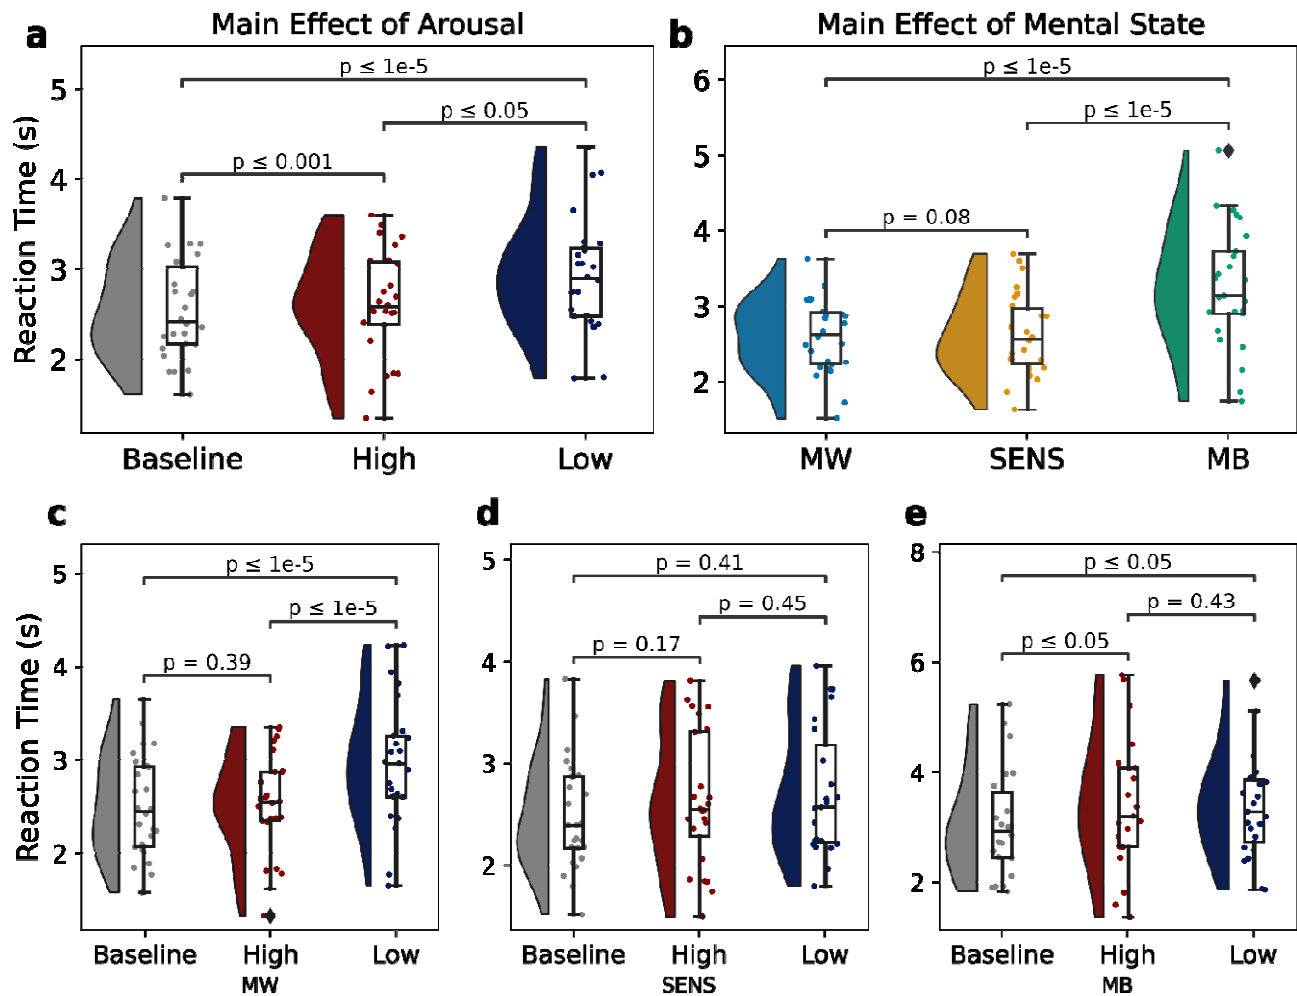 a
Main Effect of Arousal
Reaction Time (s)
5
4
3
2
p ≤ 1e-5
p ≤ 0.05
p ≤ 0.001
Baseline
High
Low
b
Main Effect of Mental State
6
5
4
3
2
p ≤ 1e-5
p ≤ 1e-5
p = 0.08
MW
SENS
MB
c
Reaction Time (s)
5
4
3
2
p ≤ 1e-5
p ≤ 1e-5
p = 0.39
Baseline
High
Low
MW
d
5
4
3
2
p = 0.41
p = 0.45
p = 0.17
Baseline
High
Low
SENS
e
8
6
4
2
p ≤ 0.05
p = 0.43
p ≤ 0.05
Baseline
High
Low
MB